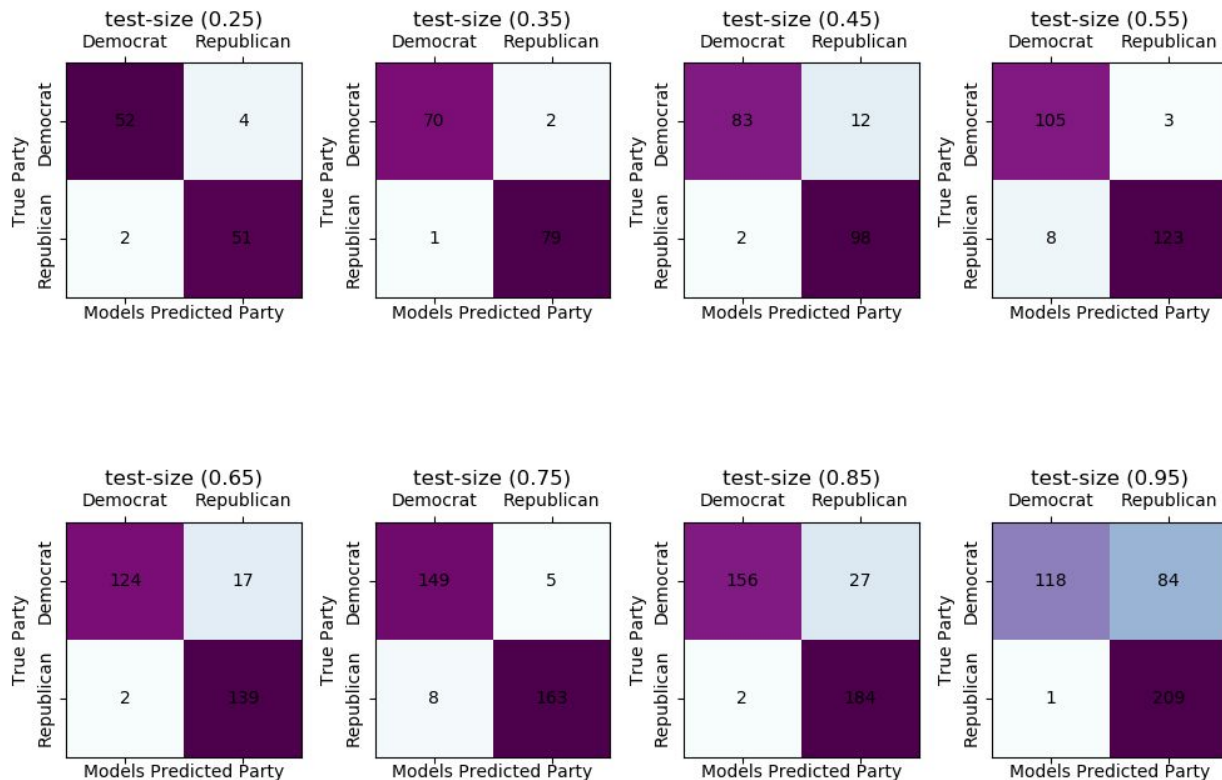 test-size (0.25)
Democrat Republican
True Party
Democrat
52 4
Republican
2 51
Models Predicted Party
test-size (0.35)
Democrat Republican
True Party
Democrat
70 2
Republican
1 79
Models Predicted Party
test-size (0.45)
Democrat Republican
True Party
Democrat
83 12
Republican
2 98
Models Predicted Party
test-size (0.55)
Democrat Republican
True Party
Democrat
105 3
Republican
8 123
Models Predicted Party
test-size (0.65)
Democrat Republican
True Party
Democrat
124 17
Republican
2 139
Models Predicted Party
test-size (0.75)
Democrat Republican
True Party
Democrat
149 5
Republican
8 163
Models Predicted Party
test-size (0.85)
Democrat Republican
True Party
Democrat
156 27
Republican
2 184
Models Predicted Party
test-size (0.95)
Democrat Republican
True Party
Democrat
118 84
Republican
1 209
Models Predicted Party